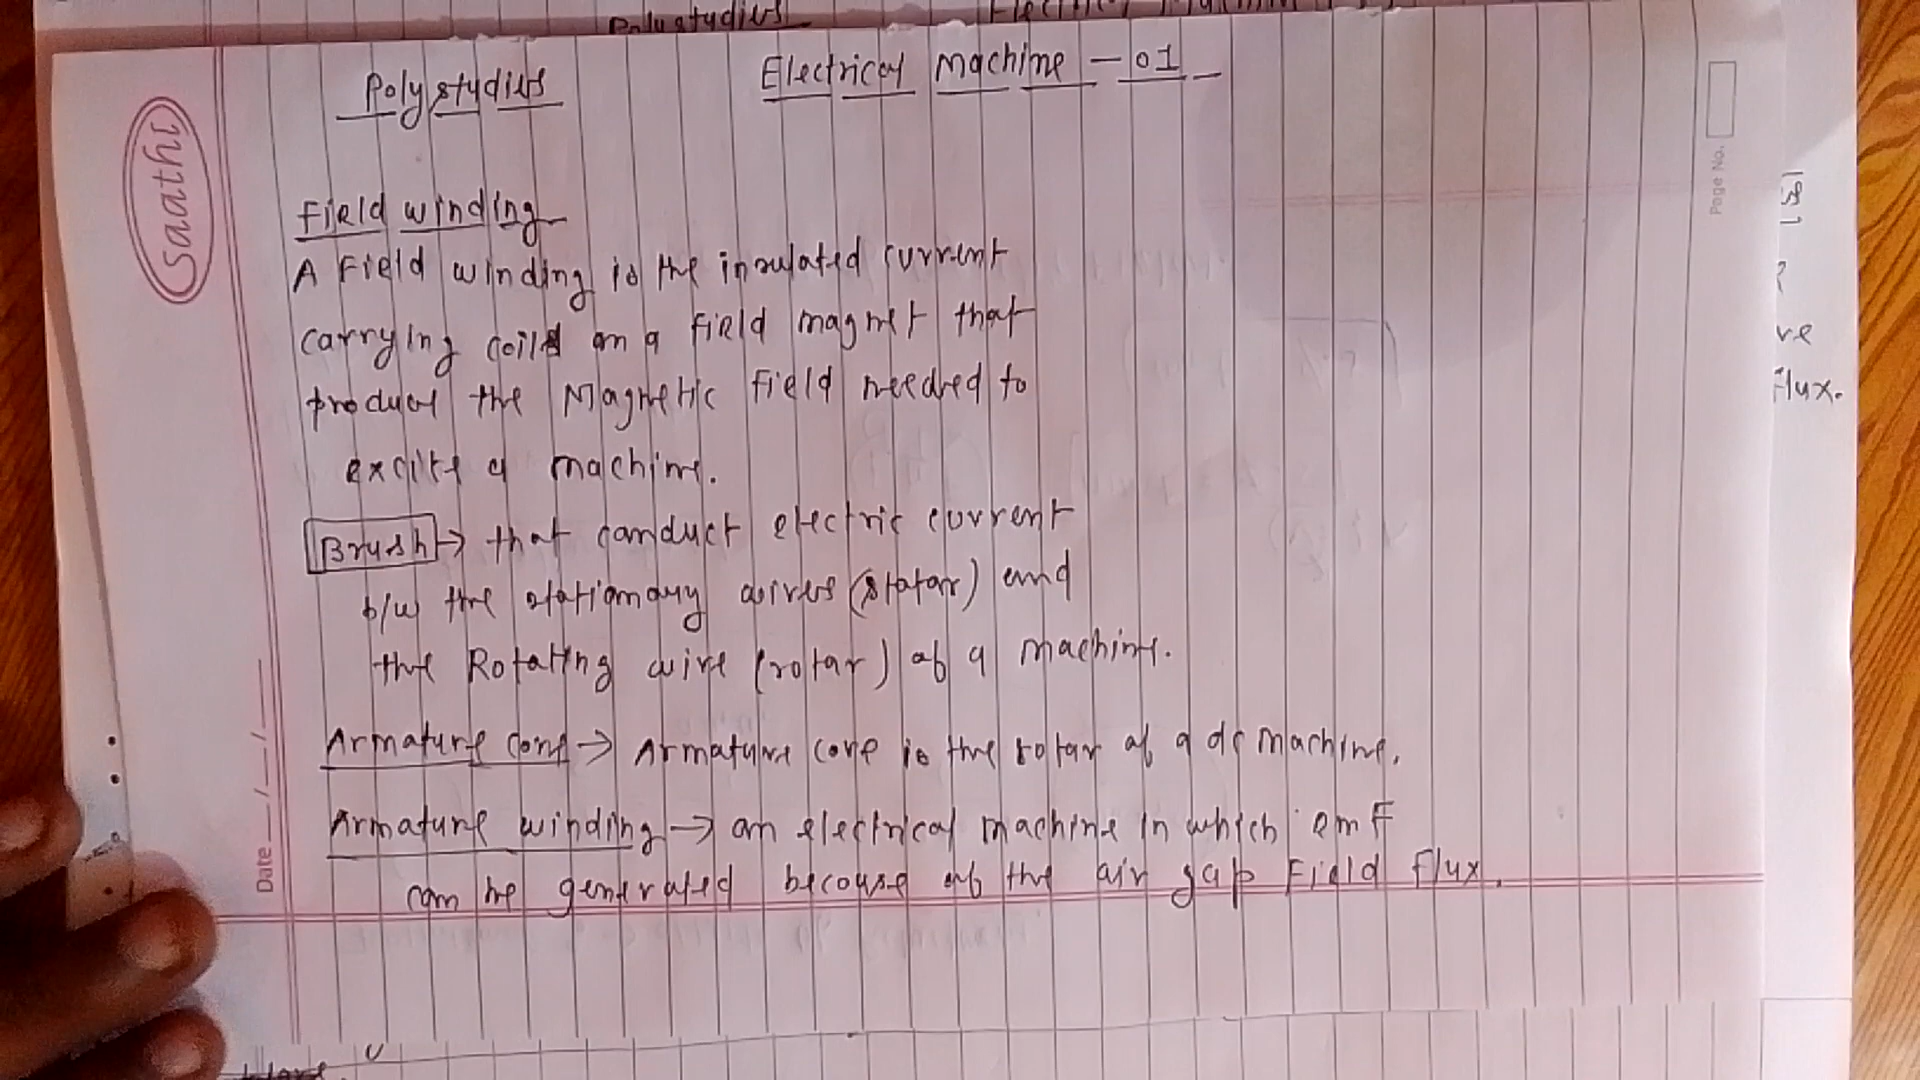 Polystudies
Electrical Machine - 01
Saathi
Page No.
Date
Field winding
A Field winding is the insulated current
carrying coils on a field magnet that
produces the Magnetic Field needed to
excite a machine.
Brush → that conduct electric current
b/w the stationary wires (stator) and
the Rotating wire (rotor) of a machine.
Armature core → Armature core is the rotor of a dc machine.
Armature winding → an electrical machine in which emf
can be generated because of the air gap Field flux.
ve
flux.